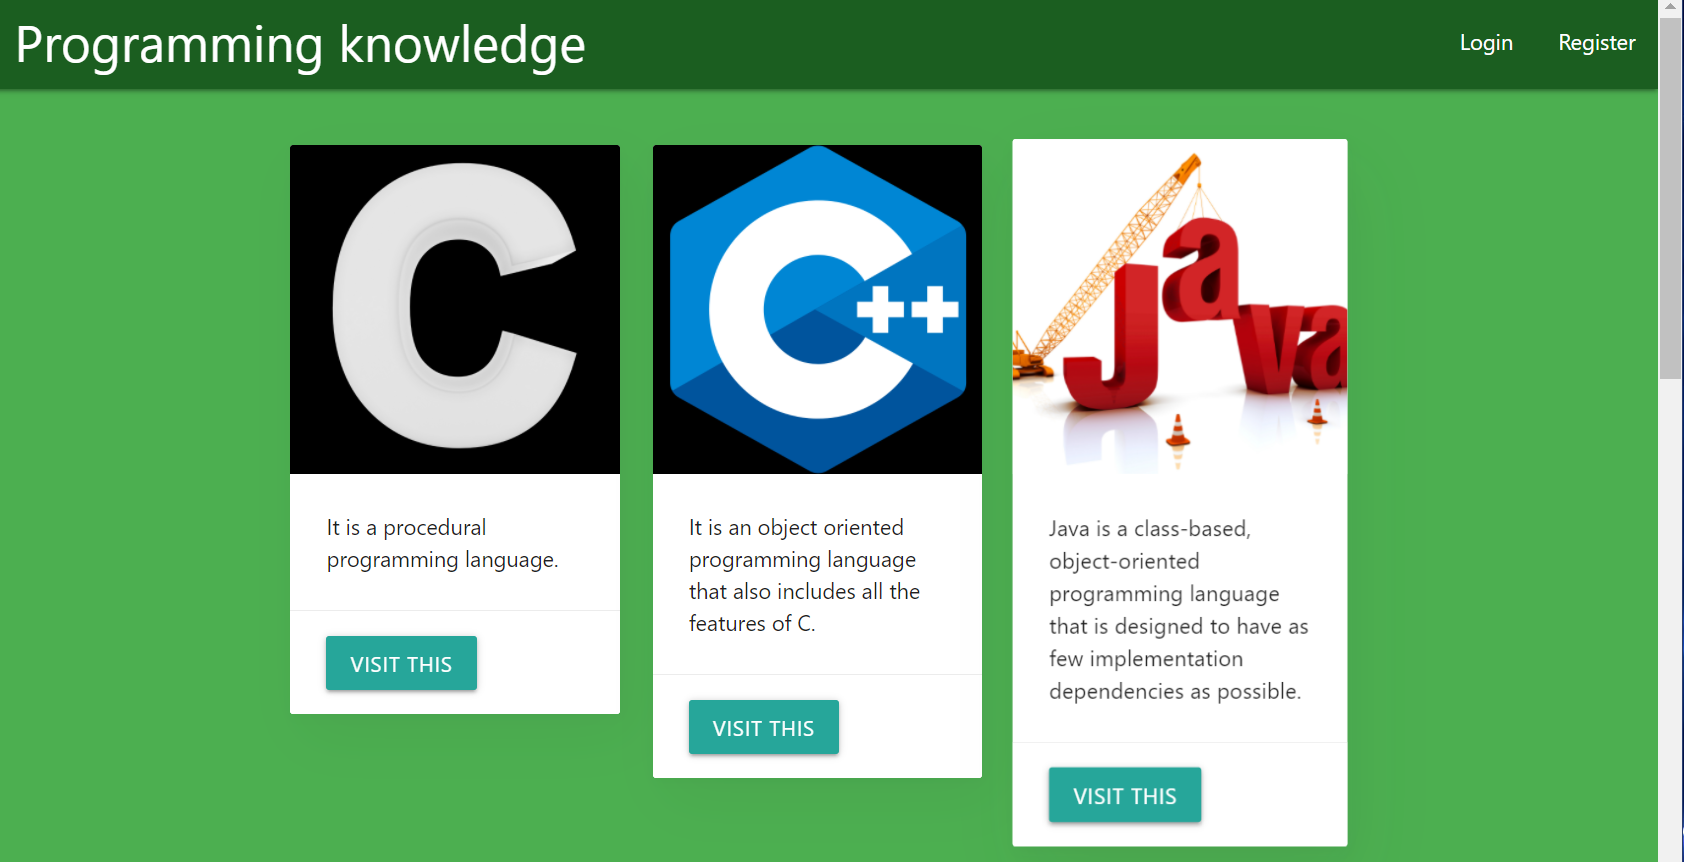 Programming knowledge
Login
Register
C
C++
Java
It is a procedural
programming language.
VISIT THIS
It is an object oriented
programming language
that also includes all the
features of C.
VISIT THIS
Java is a class-based,
object-oriented
programming language
that is designed to have as
few implementation
dependencies as possible.
VISIT THIS